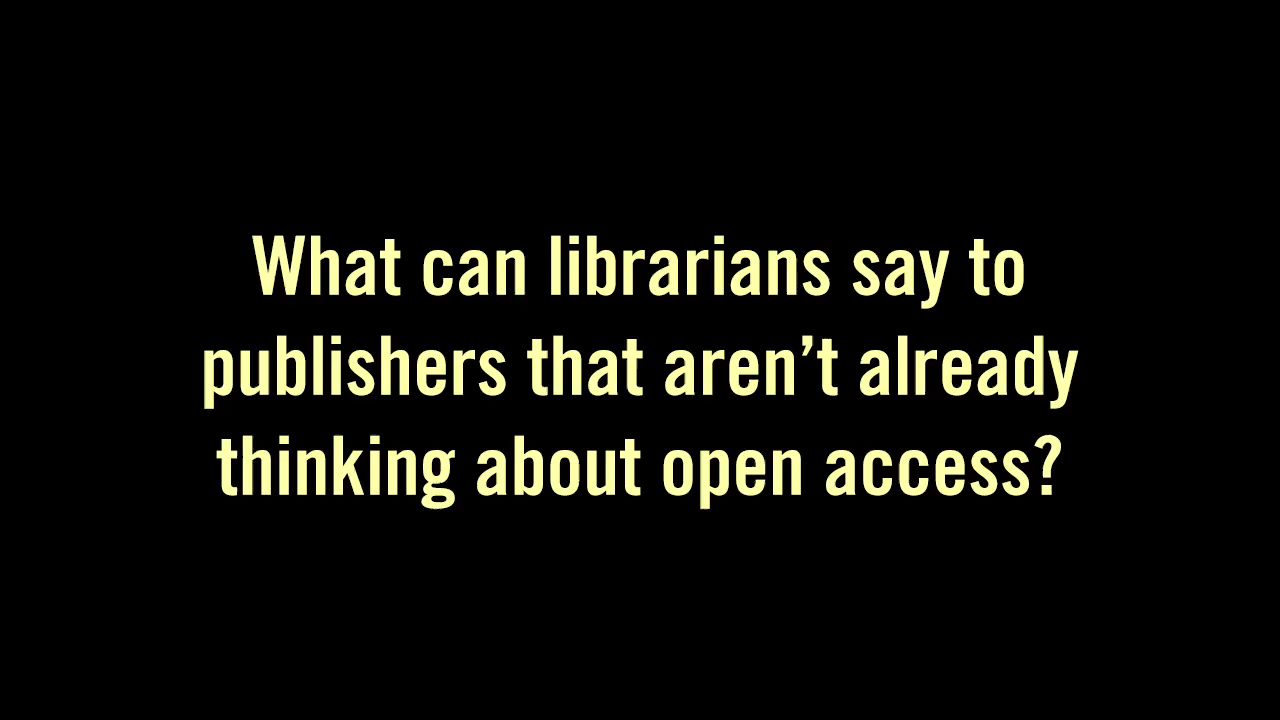 What can librarians say to
publishers that aren’t already
thinking about open access?